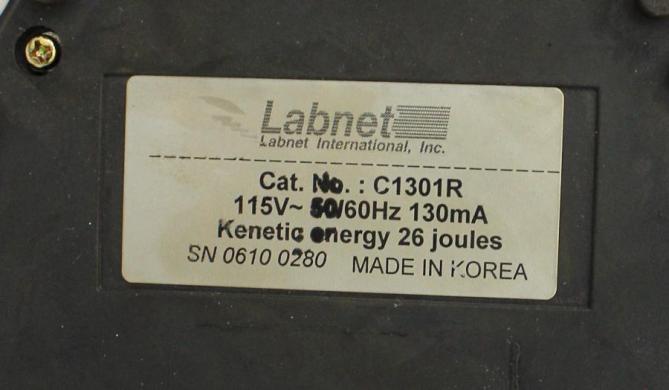 Labnet
Labnet International, Inc.
Cat. No. : C1301R
115V~ 50/60Hz 130mA
Kenetic energy 26 joules
SN 0610 0280 MADE IN KOREA